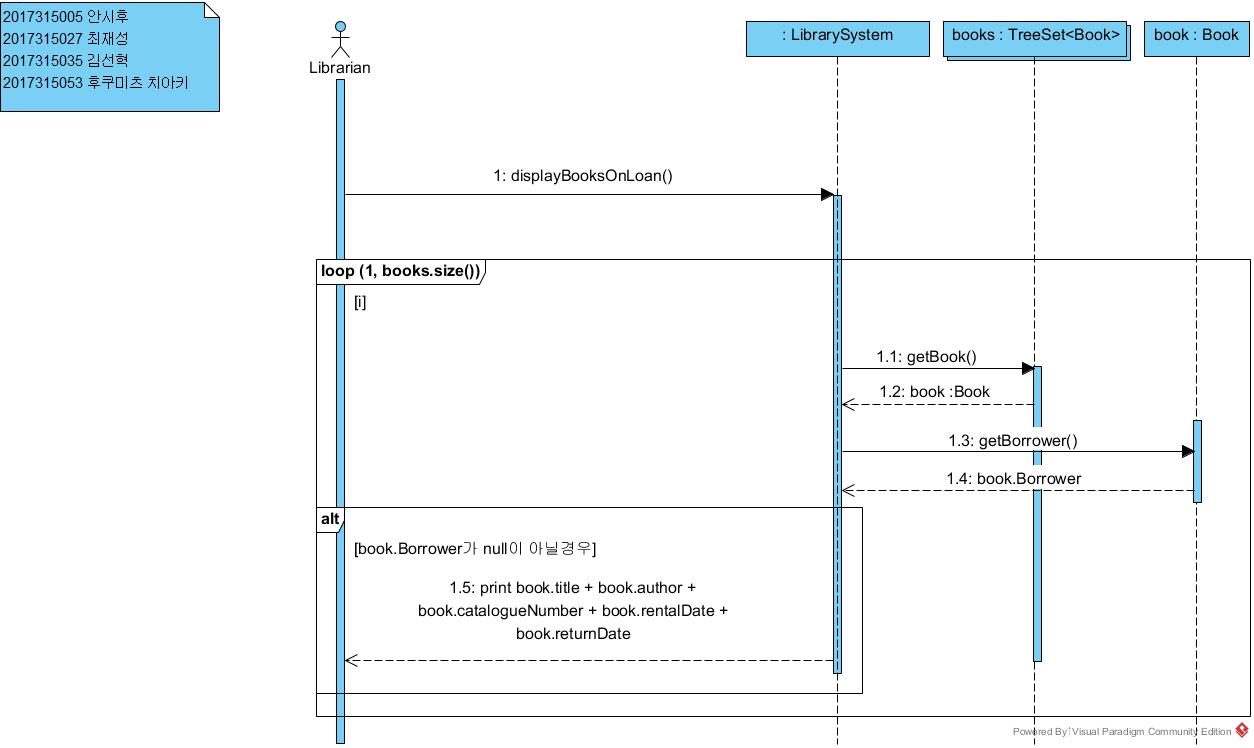 2017315005 안시후
2017315027 최재성
2017315035 김선혁
2017315053 후쿠미츠 치아키
Librarian
: LibrarySystem
books : TreeSet<Book>
book : Book
1: displayBooksOnLoan()
loop (1, books.size())
[i]
1.1: getBook()
1.2: book :Book
1.3: getBorrower()
1.4: book.Borrower
alt
[book.Borrower가 null이 아닐경우]
1.5: print book.title + book.author +
book.catalogueNumber + book.rentalDate +
book.returnDate
Powered By Visual Paradigm Community Edition